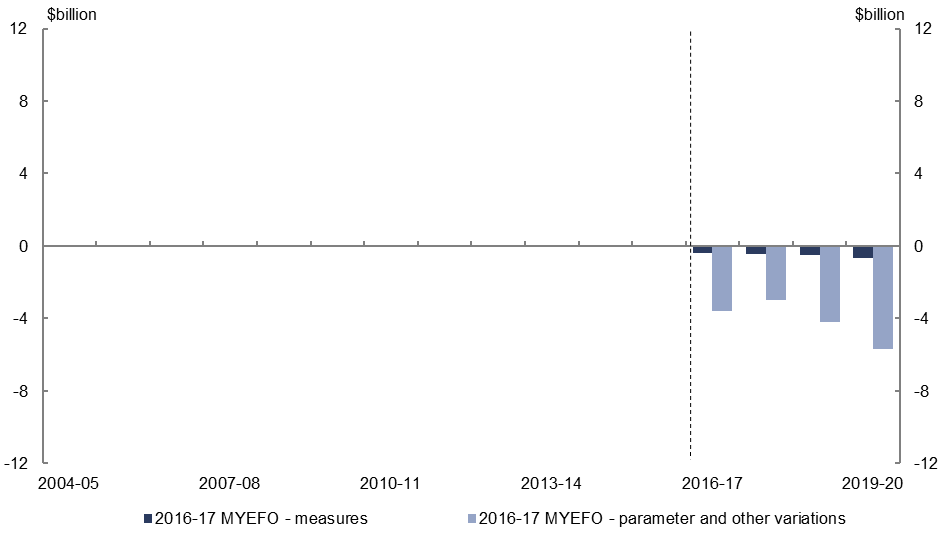 $billion $billion
12 12
8 8
4 4
0 0
-4 -4
-8 -8
-12 -12
2004-05 2007-08 2010-11 2013-14 2016-17 2019-20
2016-17 MYEFO - measures 2016-17 MYEFO - parameter and other variations